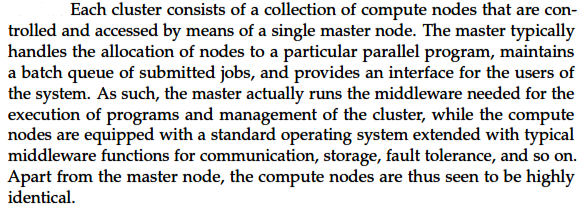 Each cluster consists of a collection of compute nodes that are con-
trolled and accessed by means of a single master node. The master typically
handles the allocation of nodes to a particular parallel program, maintains
a batch queue of submitted jobs, and provides an interface for the users of
the system. As such, the master actually runs the middleware needed for the
execution of programs and management of the cluster, while the compute
nodes are equipped with a standard operating system extended with typical
middleware functions for communication, storage, fault tolerance, and so on.
Apart from the master node, the compute nodes are thus seen to be highly
identical.